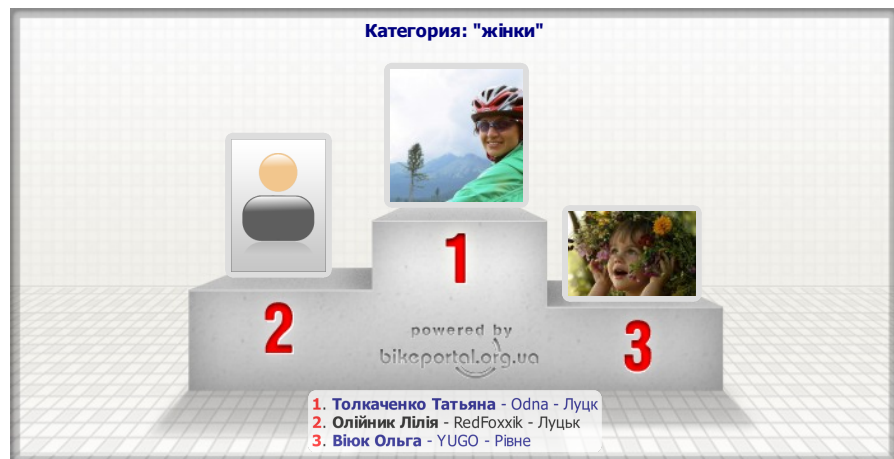 Категория: "жінки"
1
2
3
powered by
bikeportal.org.ua
1. Толкаченко Татьяна - Odna - Луцк
2. Олійник Лілія - RedFoxxik - Луцьк
3. Віюк Ольга - YUGO - Рівне